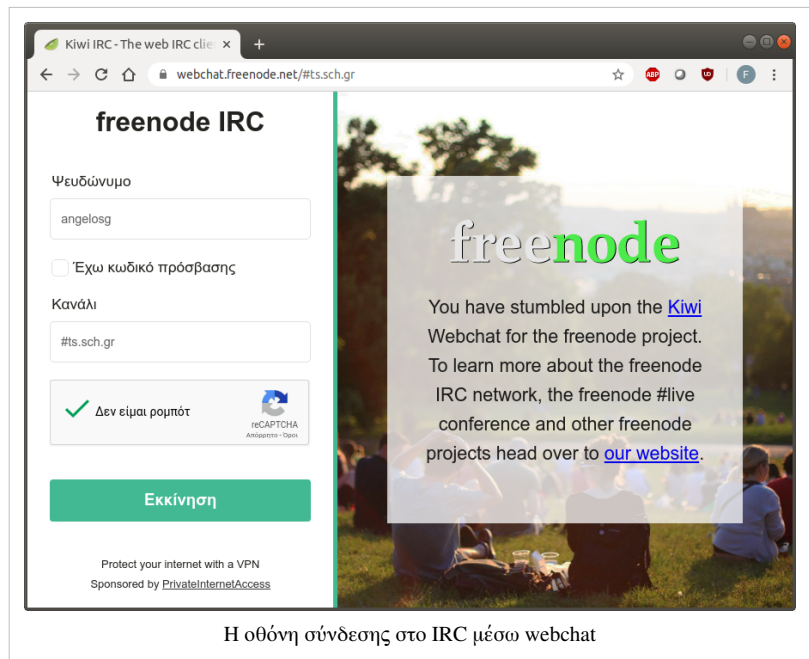 Kiwi IRC - The web IRC clie
webchat.freenode.net/#ts.sch.gr
ABP
F
freenode IRC
Ψευδώνυμο
angelosg
Έχω κωδικό πρόσβασης
Κανάλι
#ts.sch.gr
Δεν είμαι ρομπότ
reCAPTCHA
Απόρρητο - Όροι
Εκκίνηση
Protect your internet with a VPN
Sponsored by PrivateInternetAccess
freenode
You have stumbled upon the Kiwi
Webchat for the freenode project.
To learn more about the freenode
IRC network, the freenode #live
conference and other freenode
projects head over to our website.
Η οθόνη σύνδεσης στο IRC μέσω webchat